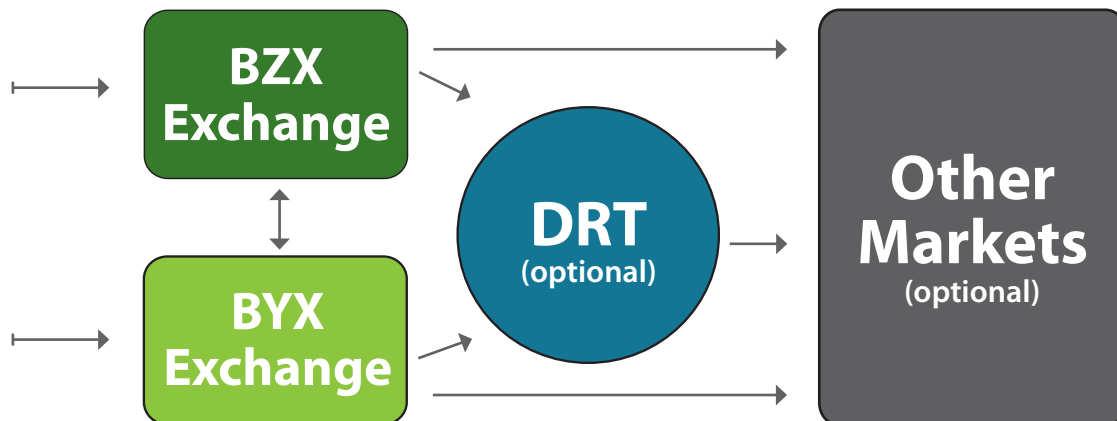 BZX
Exchange
BYX
Exchange
DRT
(optional)
Other
Markets
(optional)